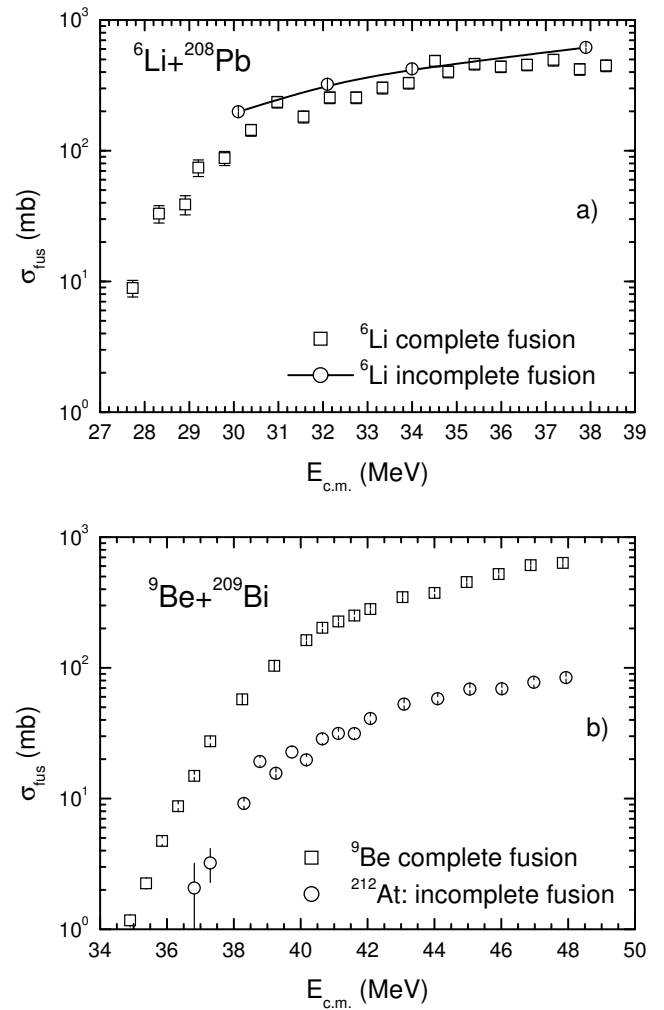 ⁶Li+²⁰⁸Pb
10³
10²
10¹
10⁰
σfus (mb)
a)
⁶Li complete fusion
⁶Li incomplete fusion
27 28 29 30 31 32 33 34 35 36 37 38 39
Ec.m. (MeV)
⁹Be+²⁰⁹Bi
10³
10²
10¹
10⁰
σfus (mb)
b)
⁹Be complete fusion
²¹²At: incomplete fusion
34 36 38 40 42 44 46 48 50
Ec.m. (MeV)